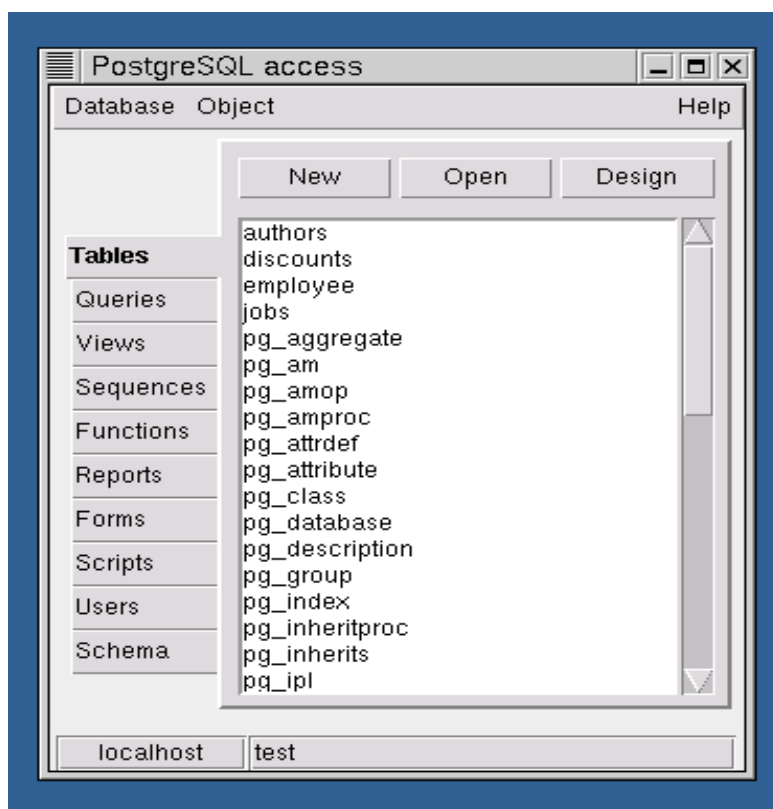 PostgreSQL access
Database Object Help
New Open Design
Tables
Queries
Views
Sequences
Functions
Reports
Forms
Scripts
Users
Schema
authors
discounts
employee
jobs
pg_aggregate
pg_am
pg_amop
pg_amproc
pg_attrdef
pg_attribute
pg_class
pg_database
pg_description
pg_group
pg_index
pg_inheritproc
pg_inherits
pg_ipl
localhost test